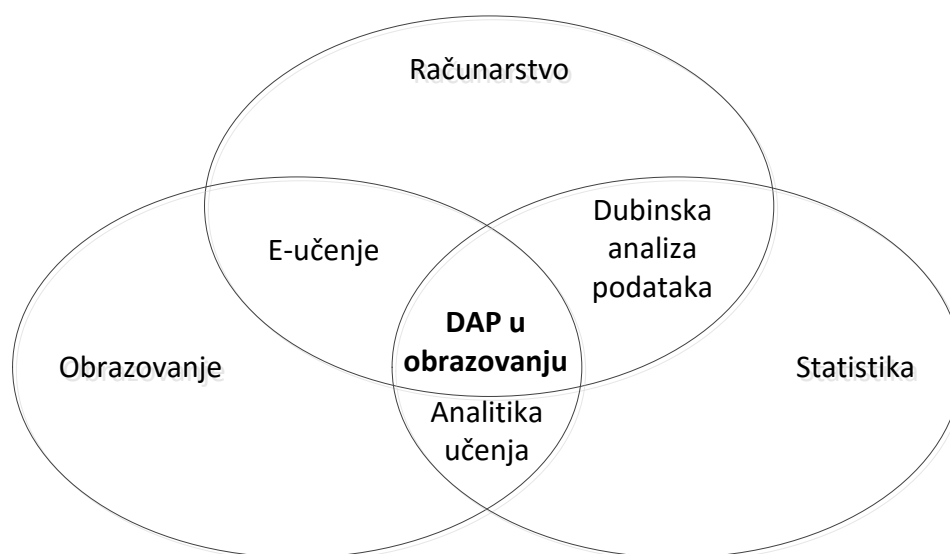 Računarstvo
Dubinska
analiza
podataka
E-učenje
DAP u
obrazovanju
Obrazovanje
Statistika
Analitika
učenja